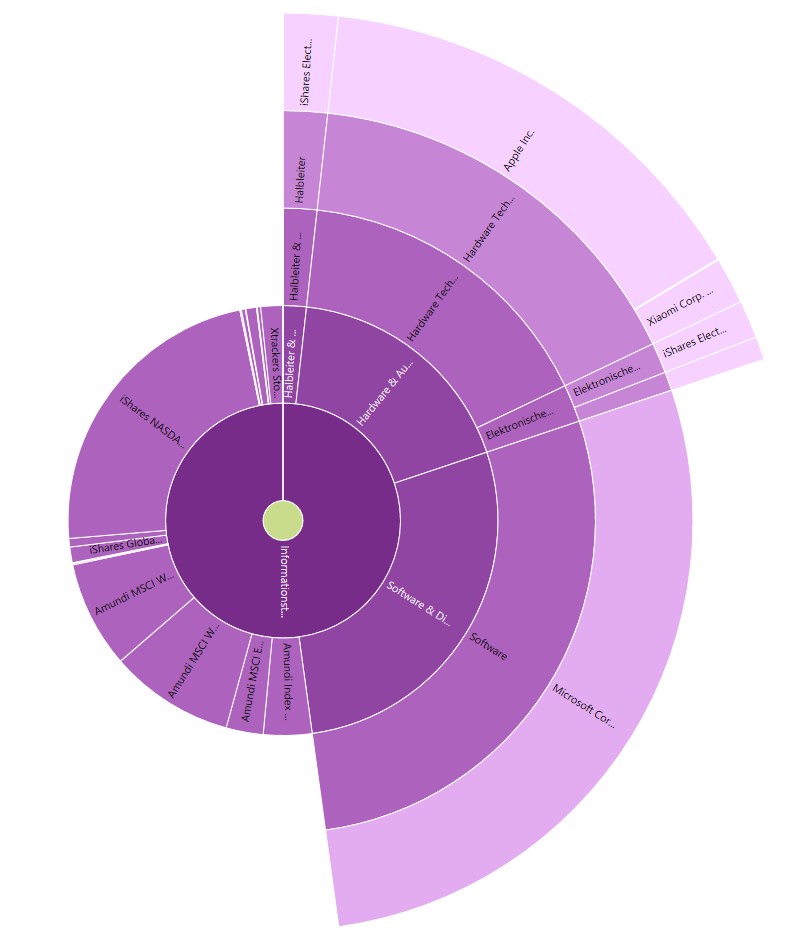 iShares Elect...
Apple Inc.
Halbleiter
Hardware Tech...
Halbleiter & ...
Hardware Tech...
Xiaomi Corp. ...
iShares Elect...
Elektronische...
Elektronische...
Halbleiter & ...
Hardware & Au...
Xtrackers Sto...
iShares NASDA...
iShares Globa...
Amundi MSCI W...
Amundi MSCI W...
Amundi MSCI E...
Amundi Index ...
Informationst...
Software & Di...
Software
Microsoft Cor...